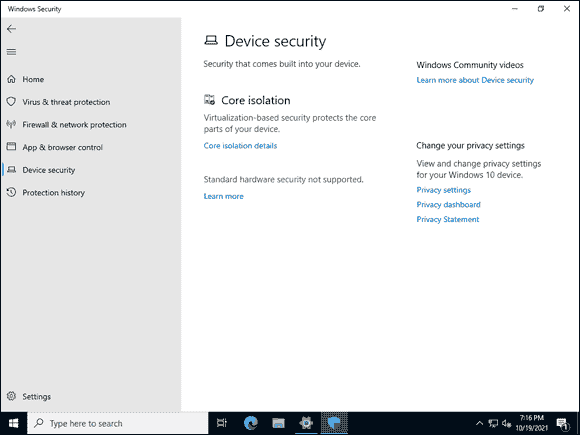 Windows Security
Home
Virus & threat protection
Firewall & network protection
App & browser control
Device security
Protection history
Settings
Device security
Security that comes built into your device.
Core isolation
Virtualization-based security protects the core
parts of your device.
Core isolation details
Standard hardware security not supported.
Learn more
Windows Community videos
Learn more about Device security
Change your privacy settings
View and change privacy settings
for your Windows 10 device.
Privacy settings
Privacy dashboard
Privacy Statement
Type here to search
7:16 PM
10/19/2021
1